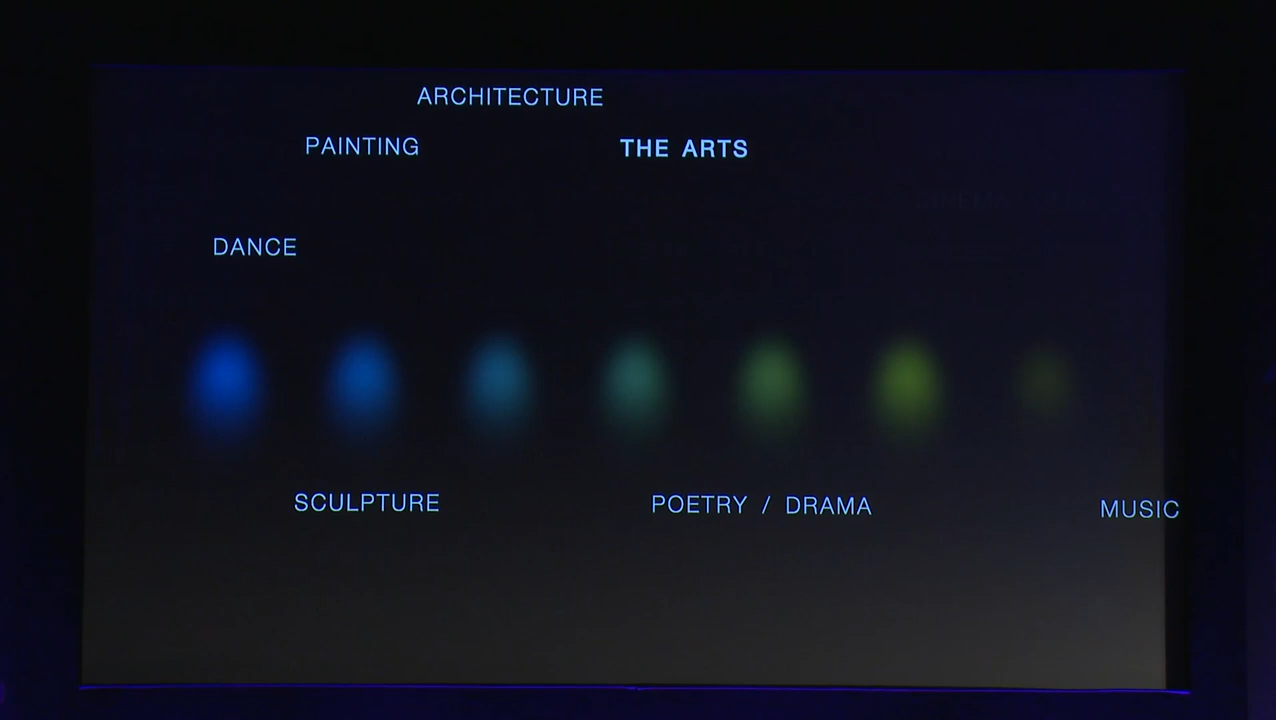 ARCHITECTURE
PAINTING
THE ARTS
DANCE
SCULPTURE
POETRY / DRAMA
MUSIC